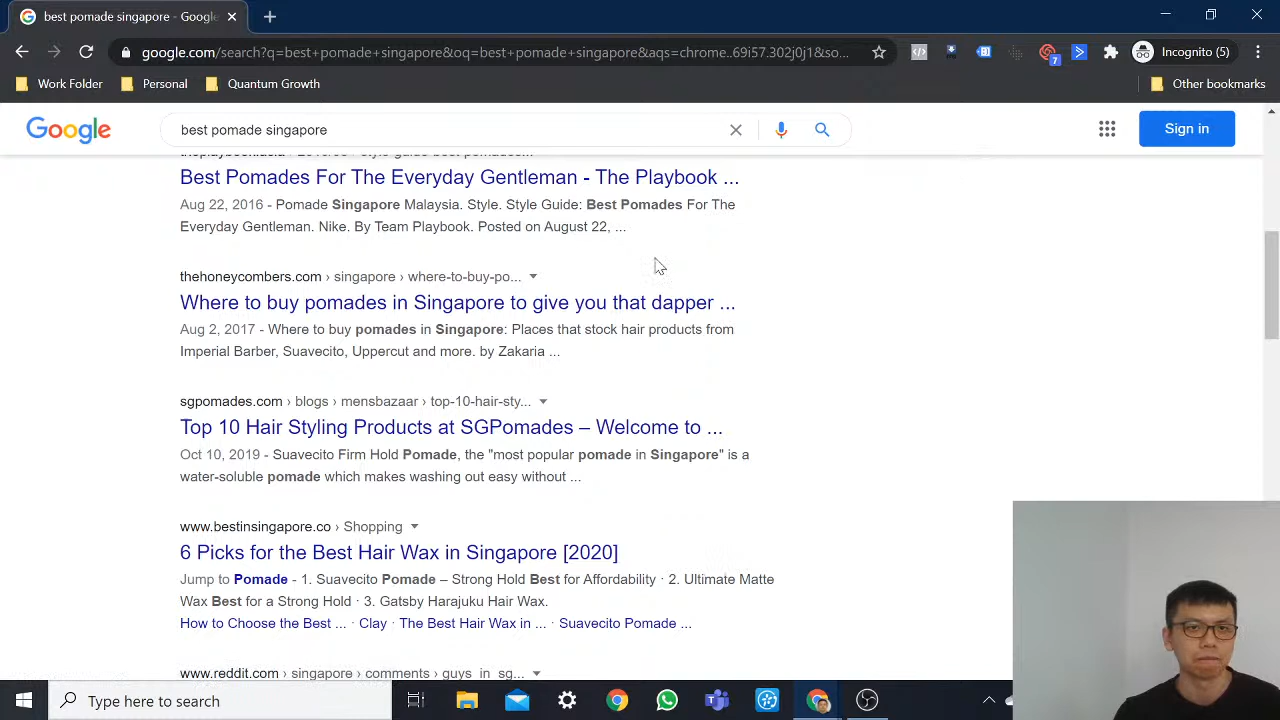 best pomade singapore - Google
google.com/search?q=best+pomade+singapore&oq=best+pomade+singapore&aqs=chrome..69i57.302j0j1&so...
Incognito (5)
7
Work Folder
Personal
Quantum Growth
Other bookmarks
Google
best pomade singapore
Sign in
Best Pomades For The Everyday Gentleman - The Playbook ...
Aug 22, 2016 - Pomade Singapore Malaysia. Style. Style Guide: Best Pomades For The
Everyday Gentleman. Nike. By Team Playbook. Posted on August 22, ...
thehoneycombers.com › singapore › where-to-buy-po...
Where to buy pomades in Singapore to give you that dapper ...
Aug 2, 2017 - Where to buy pomades in Singapore: Places that stock hair products from
Imperial Barber, Suavecito, Uppercut and more. by Zakaria ...
sgpomades.com › blogs › mensbazaar › top-10-hair-sty...
Top 10 Hair Styling Products at SGPomades – Welcome to ...
Oct 10, 2019 - Suavecito Firm Hold Pomade, the "most popular pomade in Singapore" is a
water-soluble pomade which makes washing out easy without ...
www.bestinsingapore.co › Shopping
6 Picks for the Best Hair Wax in Singapore [2020]
Jump to Pomade - 1. Suavecito Pomade – Strong Hold Best for Affordability · 2. Ultimate Matte
Wax Best for a Strong Hold · 3. Gatsby Harajuku Hair Wax.
How to Choose the Best ... · Clay · The Best Hair Wax in ... · Suavecito Pomade ...
www.reddit.com › singapore › comments › guys_in_sg...
Type here to search